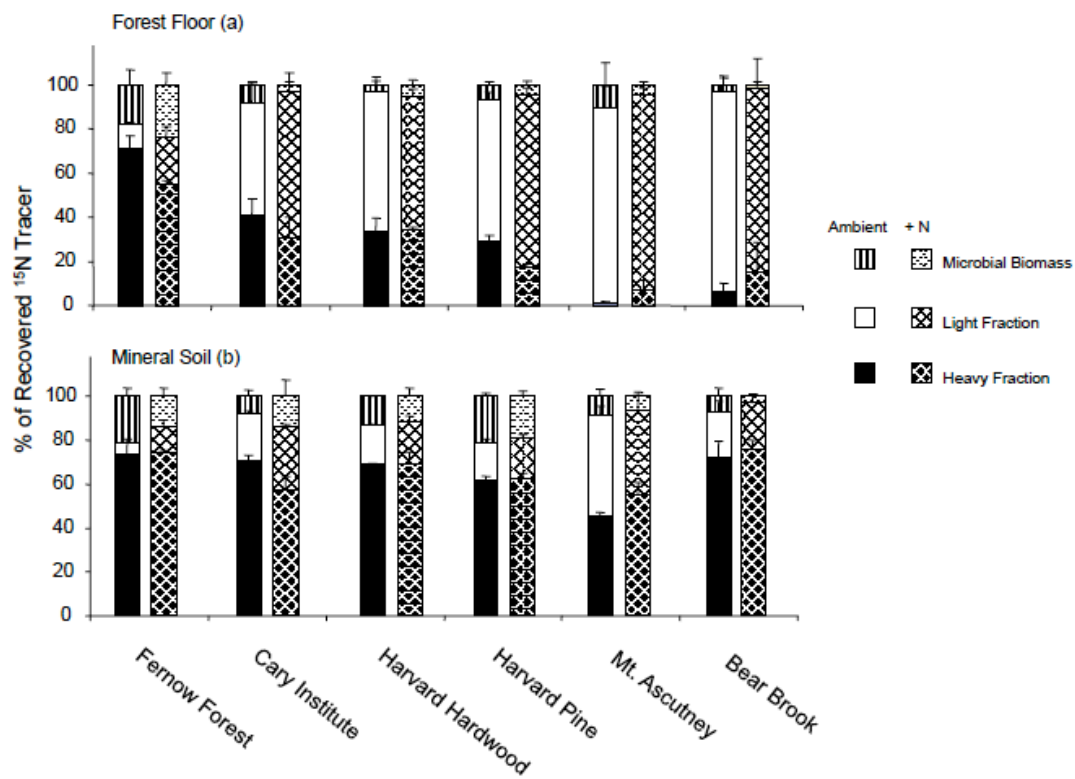 Forest Floor (a)
100
80
60
40
20
0
% of Recovered ¹⁵N Tracer
Ambient + N
Microbial Biomass
Light Fraction
Heavy Fraction
Mineral Soil (b)
100
80
60
40
20
0
Fernow Forest
Cary Institute
Harvard Hardwood
Harvard Pine
Mt. Ascutney
Bear Brook